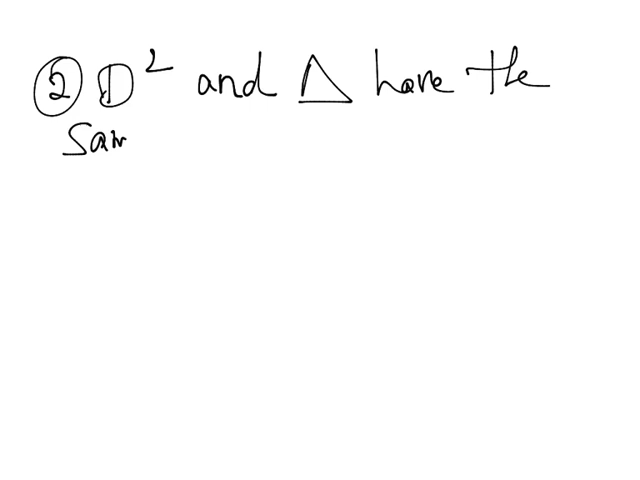 ② 𝔻² and Δ have the
Sam